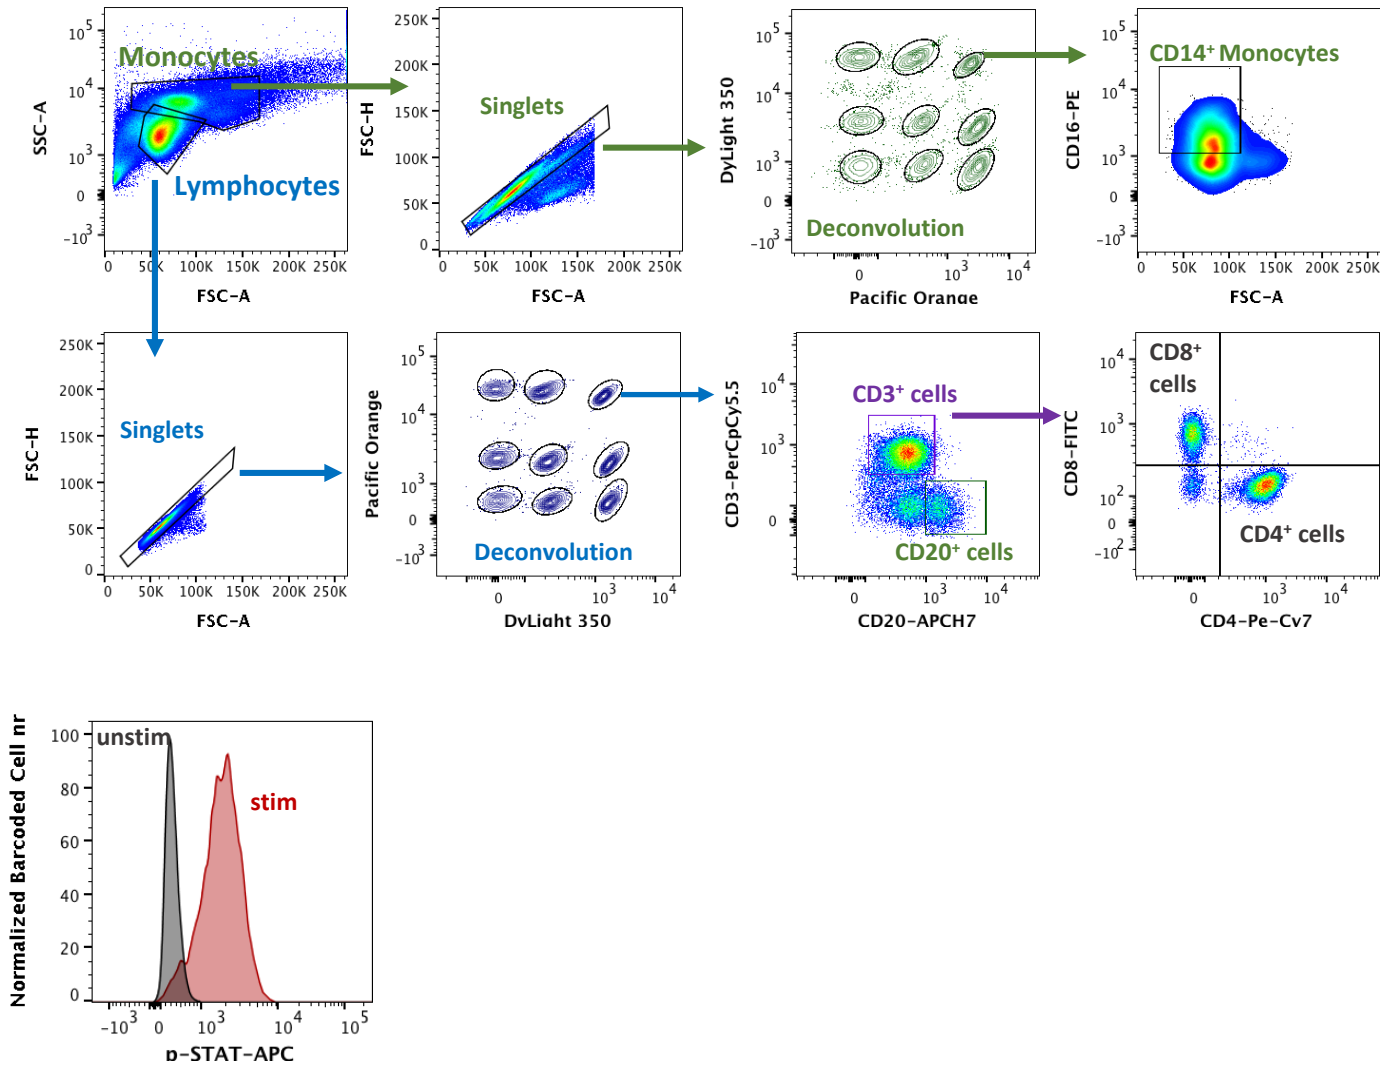 SSC-A
10^5
10^4
10^3
0
-10^3
Monocytes
Lymphocytes
0 50K 100K 150K 200K 250K
FSC-A
FSC-H
250K
200K
150K
100K
50K
0
Singlets
0 50K 100K 150K 200K 250K
FSC-A
DyLight 350
10^5
10^4
10^3
0
-10^3
Deconvolution
0 10^3 10^4
Pacific Orange
CD16-PE
10^5
10^4
10^3
0
-10^3
CD14+ Monocytes
0 50K 100K 150K 200K 250K
FSC-A
FSC-H
250K
200K
150K
100K
50K
0
Singlets
0 50K 100K 150K 200K 250K
FSC-A
Pacific Orange
10^5
10^4
10^3
0
-10^3
Deconvolution
0 10^3 10^4
DyLight 350
CD3-PerCpCy5.5
10^4
10^3
0
CD3+ cells
CD20+ cells
0 10^3 10^4
CD20-APCH7
CD8-FITC
10^4
10^3
10^2
-10^2
CD8+
cells
CD4+ cells
0 10^3 10^4
CD4-Pe-Cy7
Normalized Barcoded Cell nr
100
80
60
40
20
0
unstim
stim
-10^3 0 10^3 10^4 10^5
p-STAT-APC